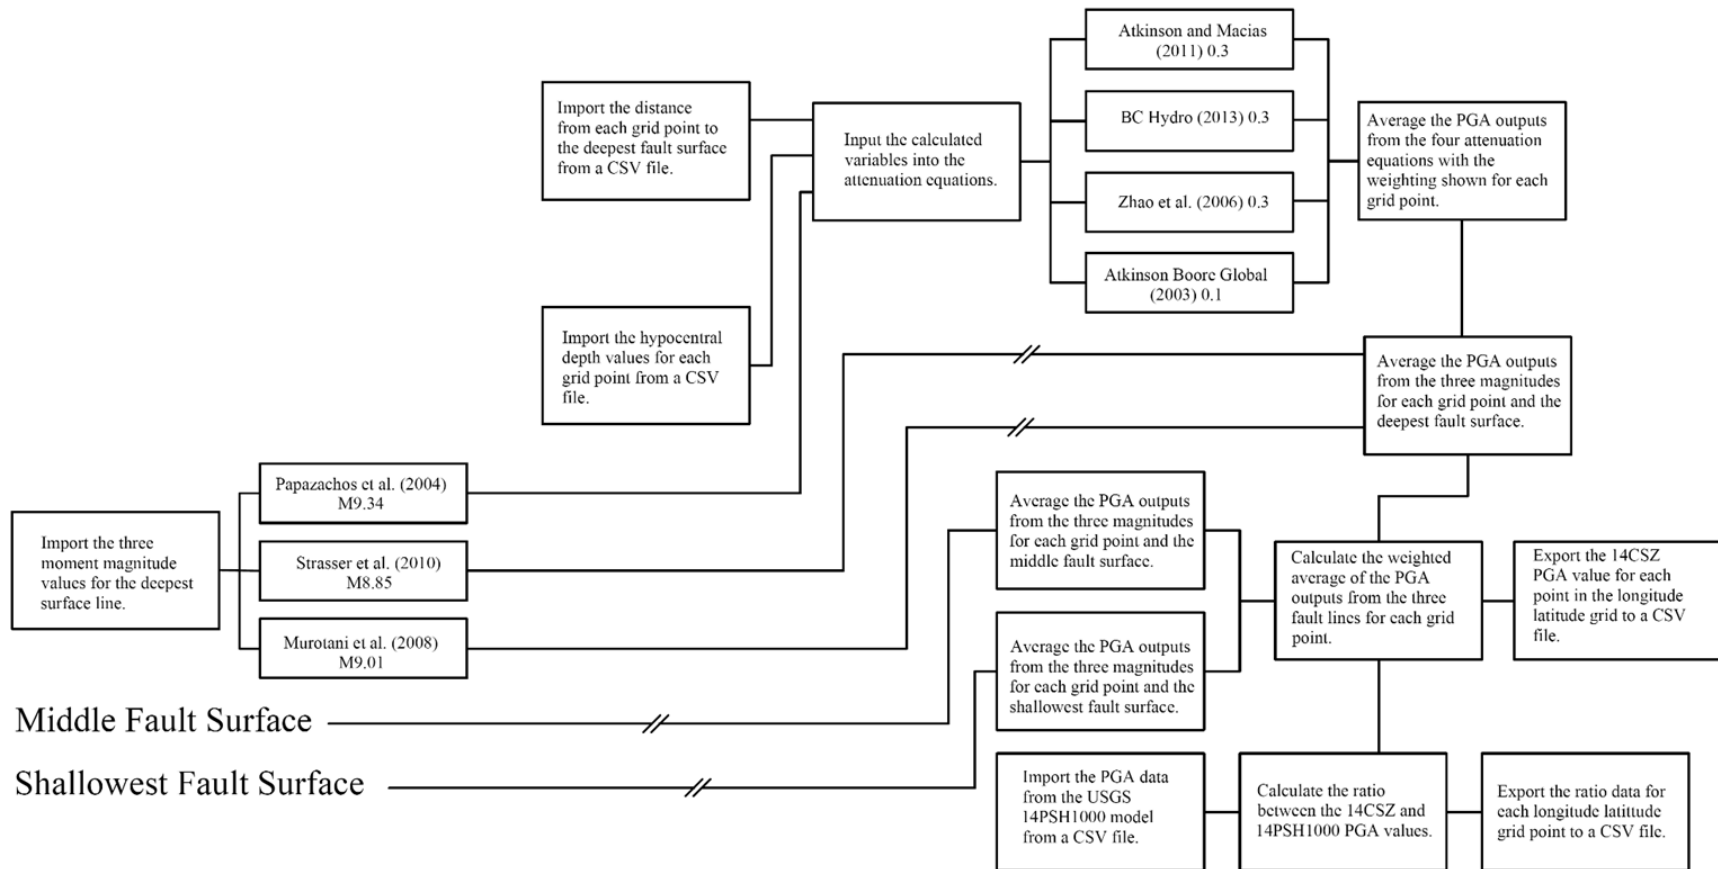 Atkinson and Macias
(2011) 0.3
Import the distance
from each grid point to
the deepest fault surface
from a CSV file.
Input the calculated
variables into the
attenuation equations.
BC Hydro (2013) 0.3
Zhao et al. (2006) 0.3
Atkinson Boore Global
(2003) 0.1
Average the PGA outputs
from the four attenuation
equations with the
weighting shown for each
grid point.
Import the hypocentral
depth values for each
grid point from a CSV
file.
Average the PGA outputs
from the three magnitudes
for each grid point and the
deepest fault surface.
Import the three
moment magnitude
values for the deepest
surface line.
Papazachos et al. (2004)
M9.34
Strasser et al. (2010)
M8.85
Murotani et al. (2008)
M9.01
Average the PGA outputs
from the three magnitudes
for each grid point and the
middle fault surface.
Average the PGA outputs
from the three magnitudes
for each grid point and the
shallowest fault surface.
Calculate the weighted
average of the PGA
outputs from the three
fault lines for each grid
point.
Export the 14CSZ
PGA value for each
point in the longitude
latitude grid to a CSV
file.
Middle Fault Surface
Shallowest Fault Surface
Import the PGA data
from the USGS
14PSH1000 model
from a CSV file.
Calculate the ratio
between the 14CSZ and
14PSH1000 PGA values.
Export the ratio data for
each longitude latittude
grid point to a CSV file.